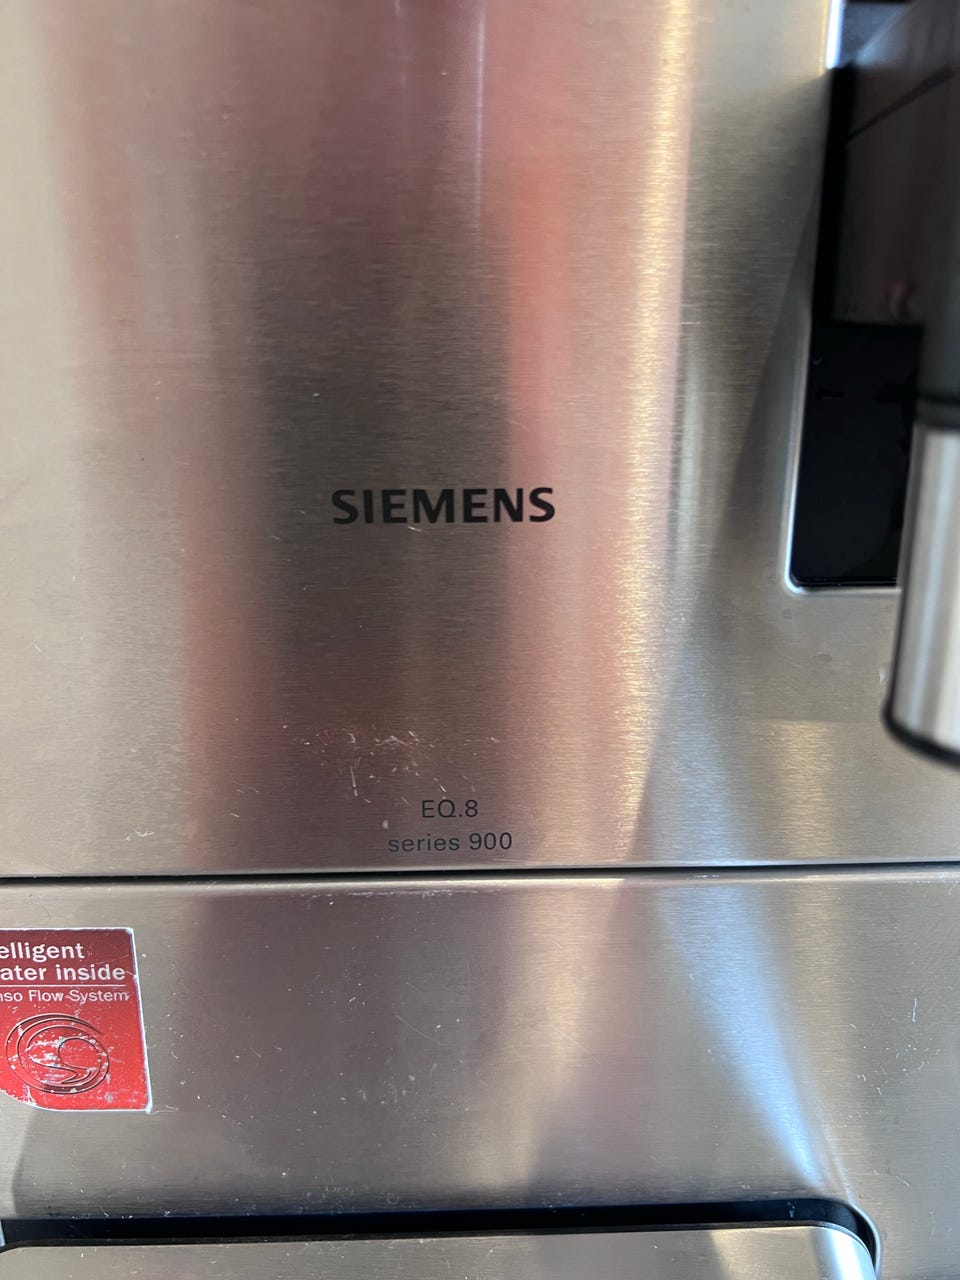 SIEMENS
EQ.8
series 900
elligent
ater inside
nso Flow System